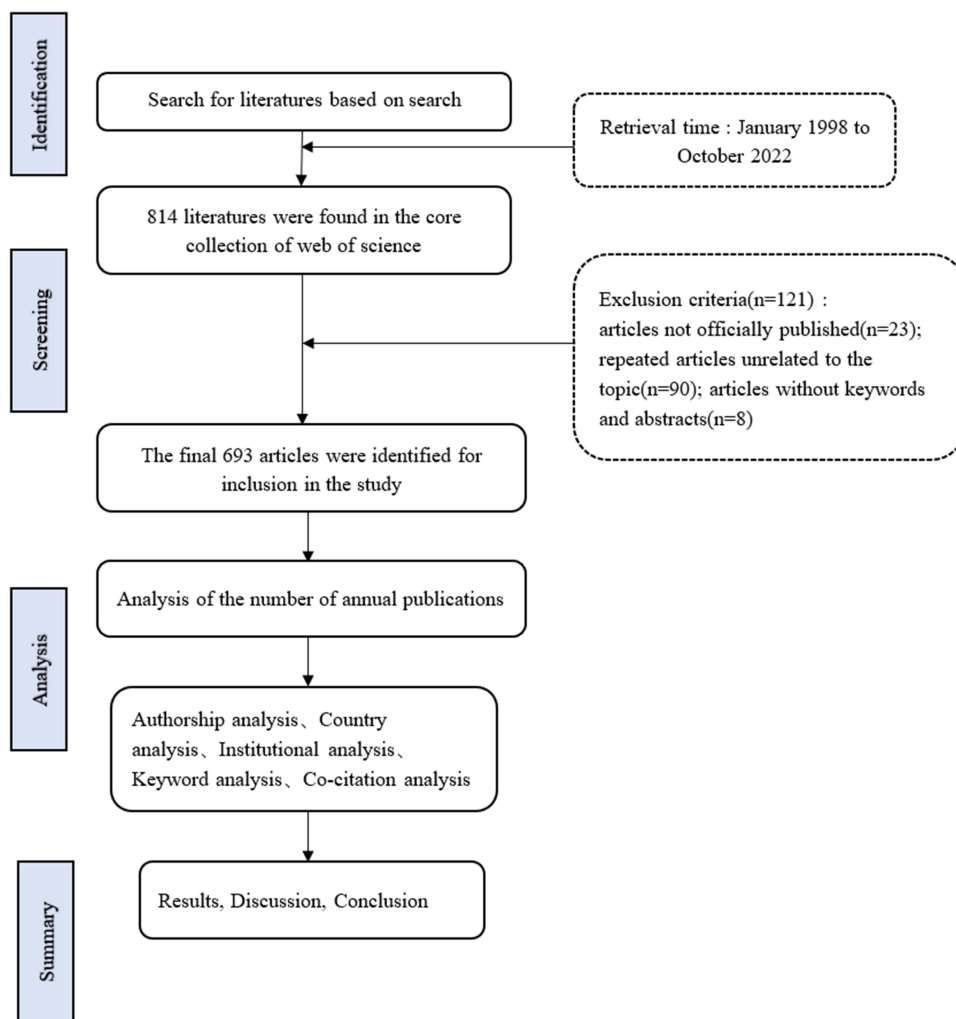 Identification
Search for literatures based on search
Retrieval time : January 1998 to
October 2022
814 literatures were found in the core
collection of web of science
Screening
Exclusion criteria(n=121) :
articles not officially published(n=23);
repeated articles unrelated to the
topic(n=90); articles without keywords
and abstracts(n=8)
The final 693 articles were identified for
inclusion in the study
Analysis
Analysis of the number of annual publications
Authorship analysis、Country
analysis、Institutional analysis、
Keyword analysis、Co-citation analysis
Summary
Results, Discussion, Conclusion